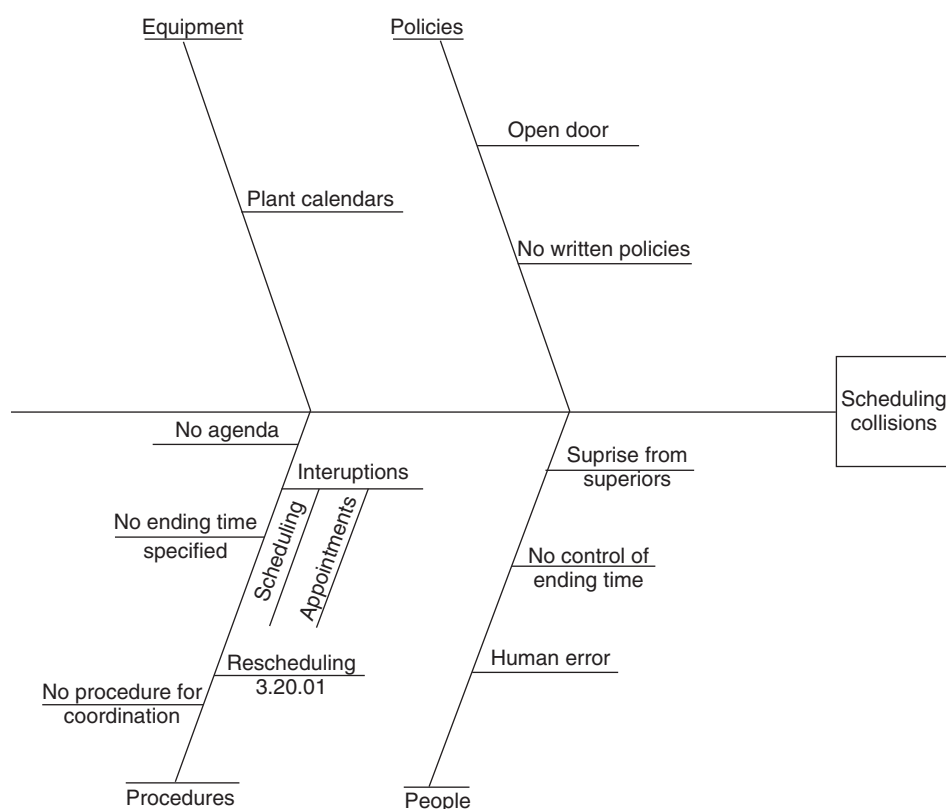 Equipment
Policies
Open door
Plant calendars
No written policies
Scheduling
collisions
No agenda
Interuptions
Suprise from
superiors
No ending time
specified
Scheduling
Appointments
No control of
ending time
Rescheduling
3.20.01
Human error
No procedure for
coordination
Procedures
People